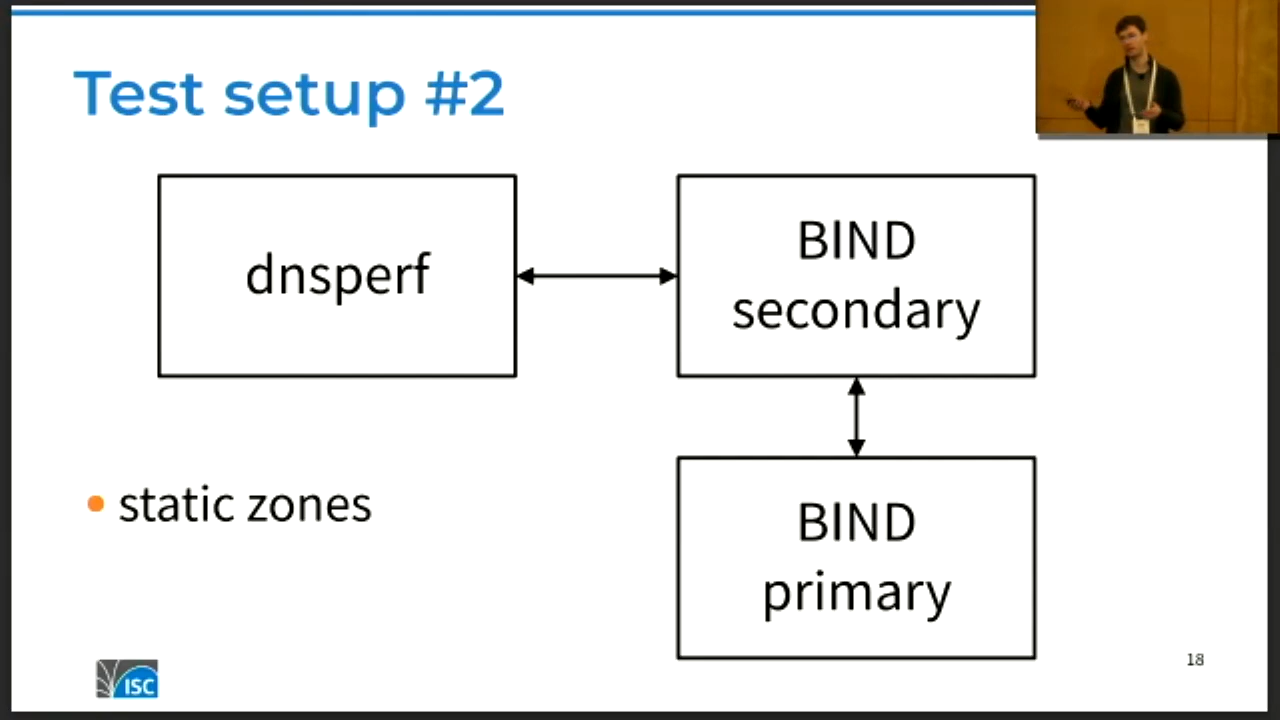 Test setup #2
dnsperf
BIND
secondary
static zones
BIND
primary
ISC
18